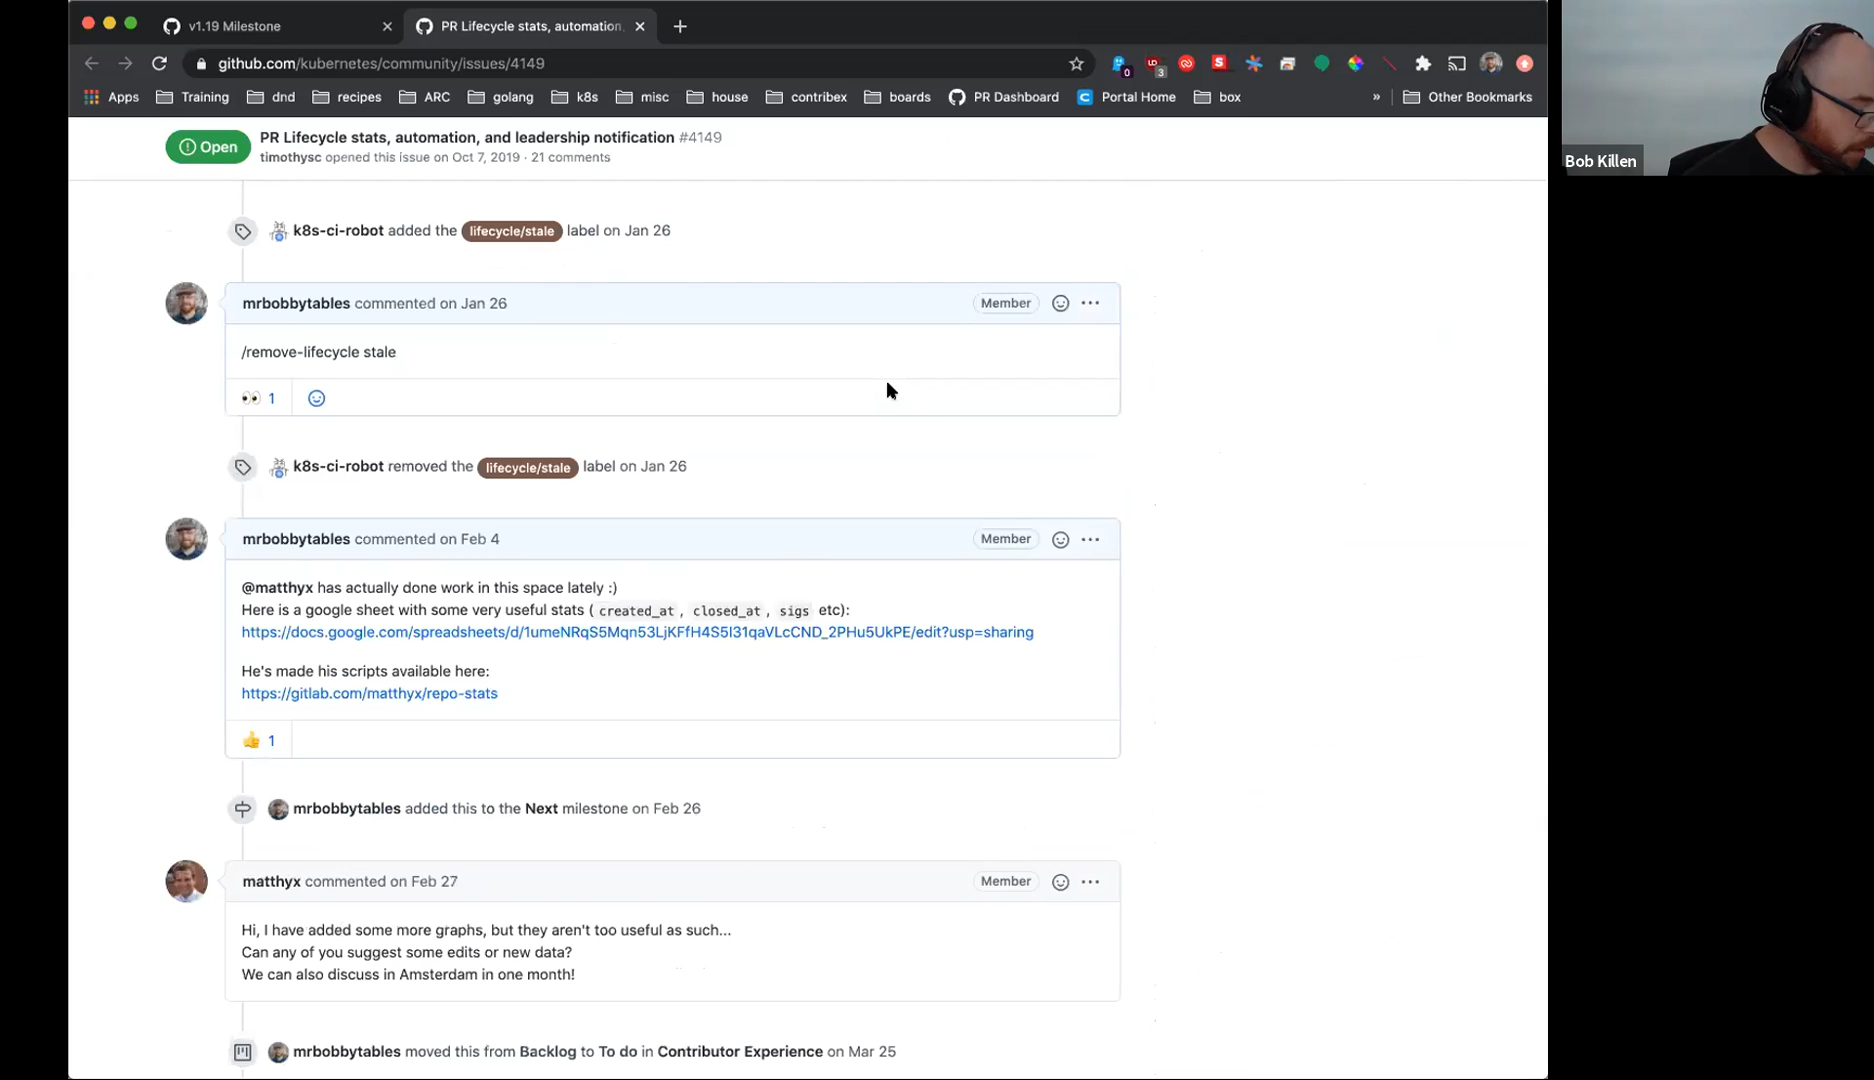 v1.19 Milestone
PR Lifecycle stats, automation,
github.com/kubernetes/community/issues/4149
0
3
Apps
Training
dnd
recipes
ARC
golang
k8s
misc
house
contribex
boards
PR Dashboard
Portal Home
box
»
Other Bookmarks
Open
PR Lifecycle stats, automation, and leadership notification #4149
timothysc opened this issue on Oct 7, 2019 · 21 comments
k8s-ci-robot added the lifecycle/stale label on Jan 26
mrbobbytables commented on Jan 26
Member
/remove-lifecycle stale
1
k8s-ci-robot removed the lifecycle/stale label on Jan 26
mrbobbytables commented on Feb 4
Member
@matthyx has actually done work in this space lately :)
Here is a google sheet with some very useful stats ( created_at , closed_at , sigs etc):
https://docs.google.com/spreadsheets/d/1umeNRqS5Mqn53LjKFfH4S5I31qaVLcCND_2PHu5UkPE/edit?usp=sharing
He's made his scripts available here:
https://gitlab.com/matthyx/repo-stats
1
mrbobbytables added this to the Next milestone on Feb 26
matthyx commented on Feb 27
Member
Hi, I have added some more graphs, but they aren't too useful as such...
Can any of you suggest some edits or new data?
We can also discuss in Amsterdam in one month!
mrbobbytables moved this from Backlog to To do in Contributor Experience on Mar 25
Bob Killen